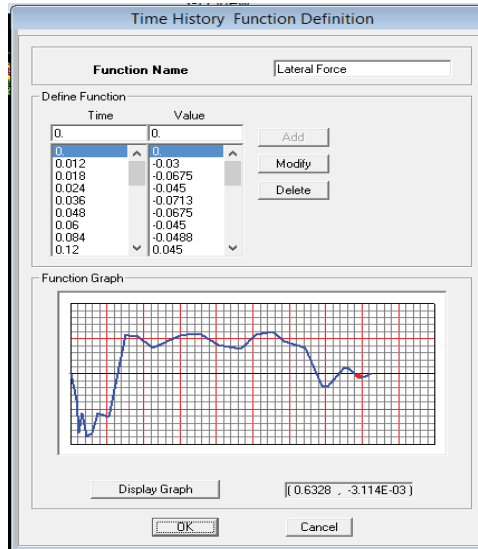 Time History Function Definition
Function Name
Lateral Force
Define Function
Time Value
0. 0. Add
0. 0.
0.012 -0.03 Modify
0.018 -0.0675
0.024 -0.045 Delete
0.036 -0.0713
0.048 -0.0675
0.06 -0.045
0.084 -0.0488
0.12 0.045
Function Graph
Display Graph (0.6328 , -3.114E-03)
OK Cancel